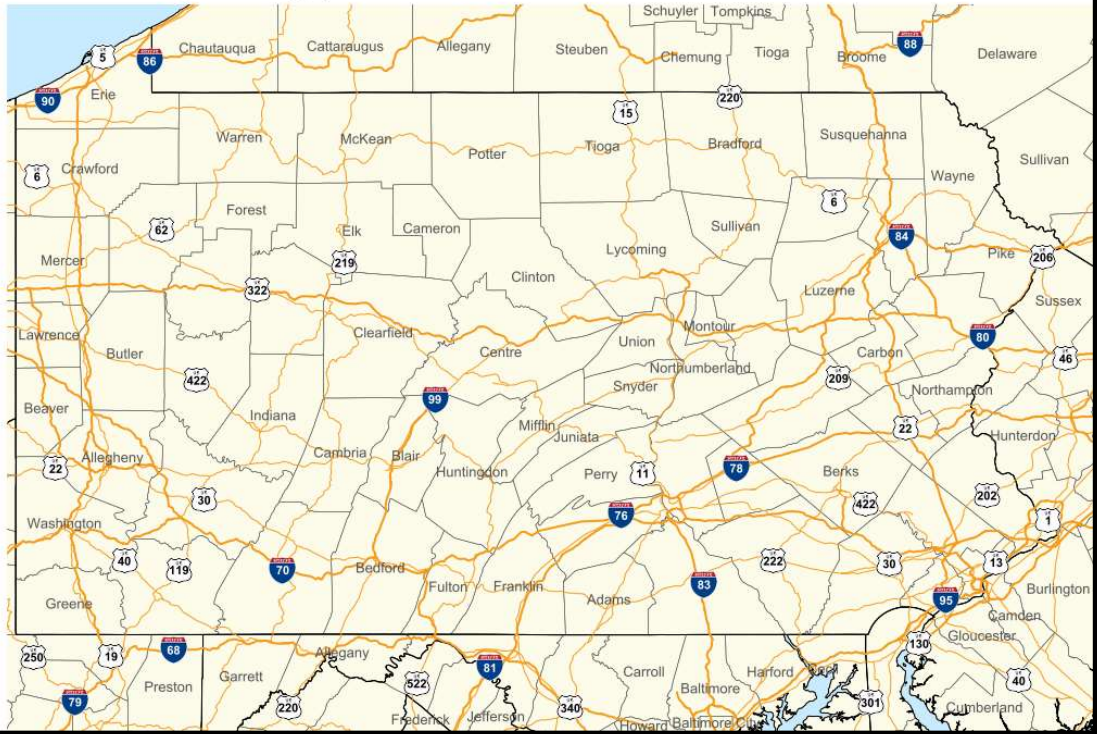 Schuyler Tompkins
5 86 Chautauqua Cattaraugus Allegany Steuben Chemung Tioga Broome 88 Delaware
90 Erie 15 220
Warren McKean Potter Tioga Bradford Susquehanna
6 Crawford Wayne Sullivan
62 Forest Elk Cameron Sullivan 6
Mercer 219 Lycoming 84 Pike 206
322 Clinton Luzerne Sussex
Lawrence Clearfield Montour 80
Butler Centre Union Carbon 46
422 Northumberland 209
Beaver Indiana 99 Snyder Northampton
Mifflin 22
22 Allegheny Cambria Blair Juniata Hunterdon
30 Huntingdon Perry 11 78 Berks
Washington 76 422 202 1
40 119 70 Bedford 222 30 13
Greene Fulton Franklin Adams 83 95 Burlington
Camden
250 19 68 Allegany 130 Gloucester
79 Preston Garrett 522 81 Carroll Harford Cecil 40
220 Frederick Jefferson 340 Baltimore 301 Cumberland
Howard Baltimore City